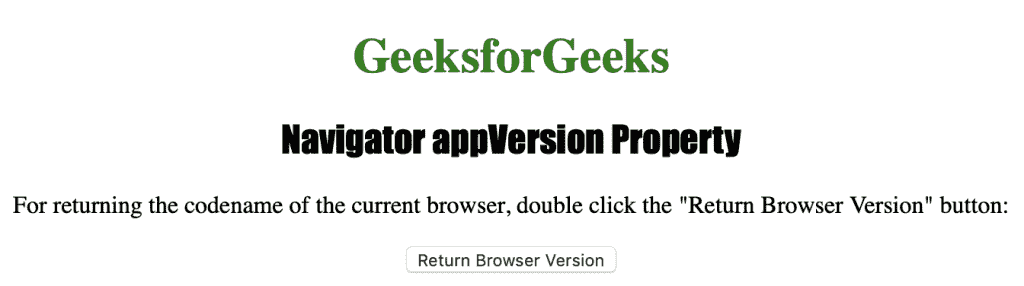 GeeksforGeeks
Navigator appVersion Property
For returning the codename of the current browser, double click the "Return Browser Version" button:
Return Browser Version